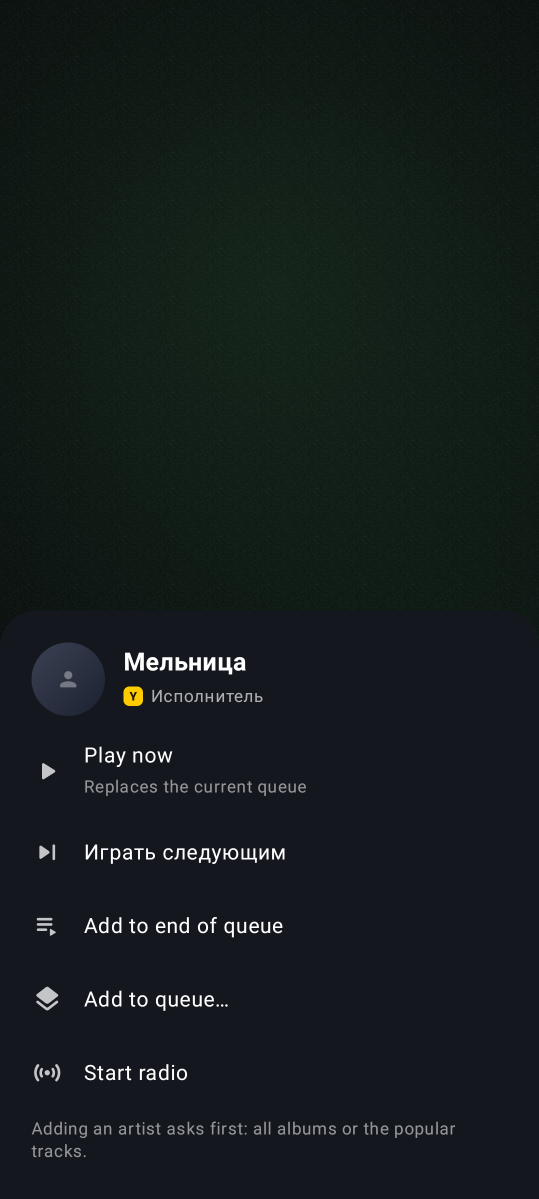 Мельница
Y Исполнитель
Play now
Replaces the current queue
Играть следующим
Add to end of queue
Add to queue…
Start radio
Adding an artist asks first: all albums or the popular
tracks.